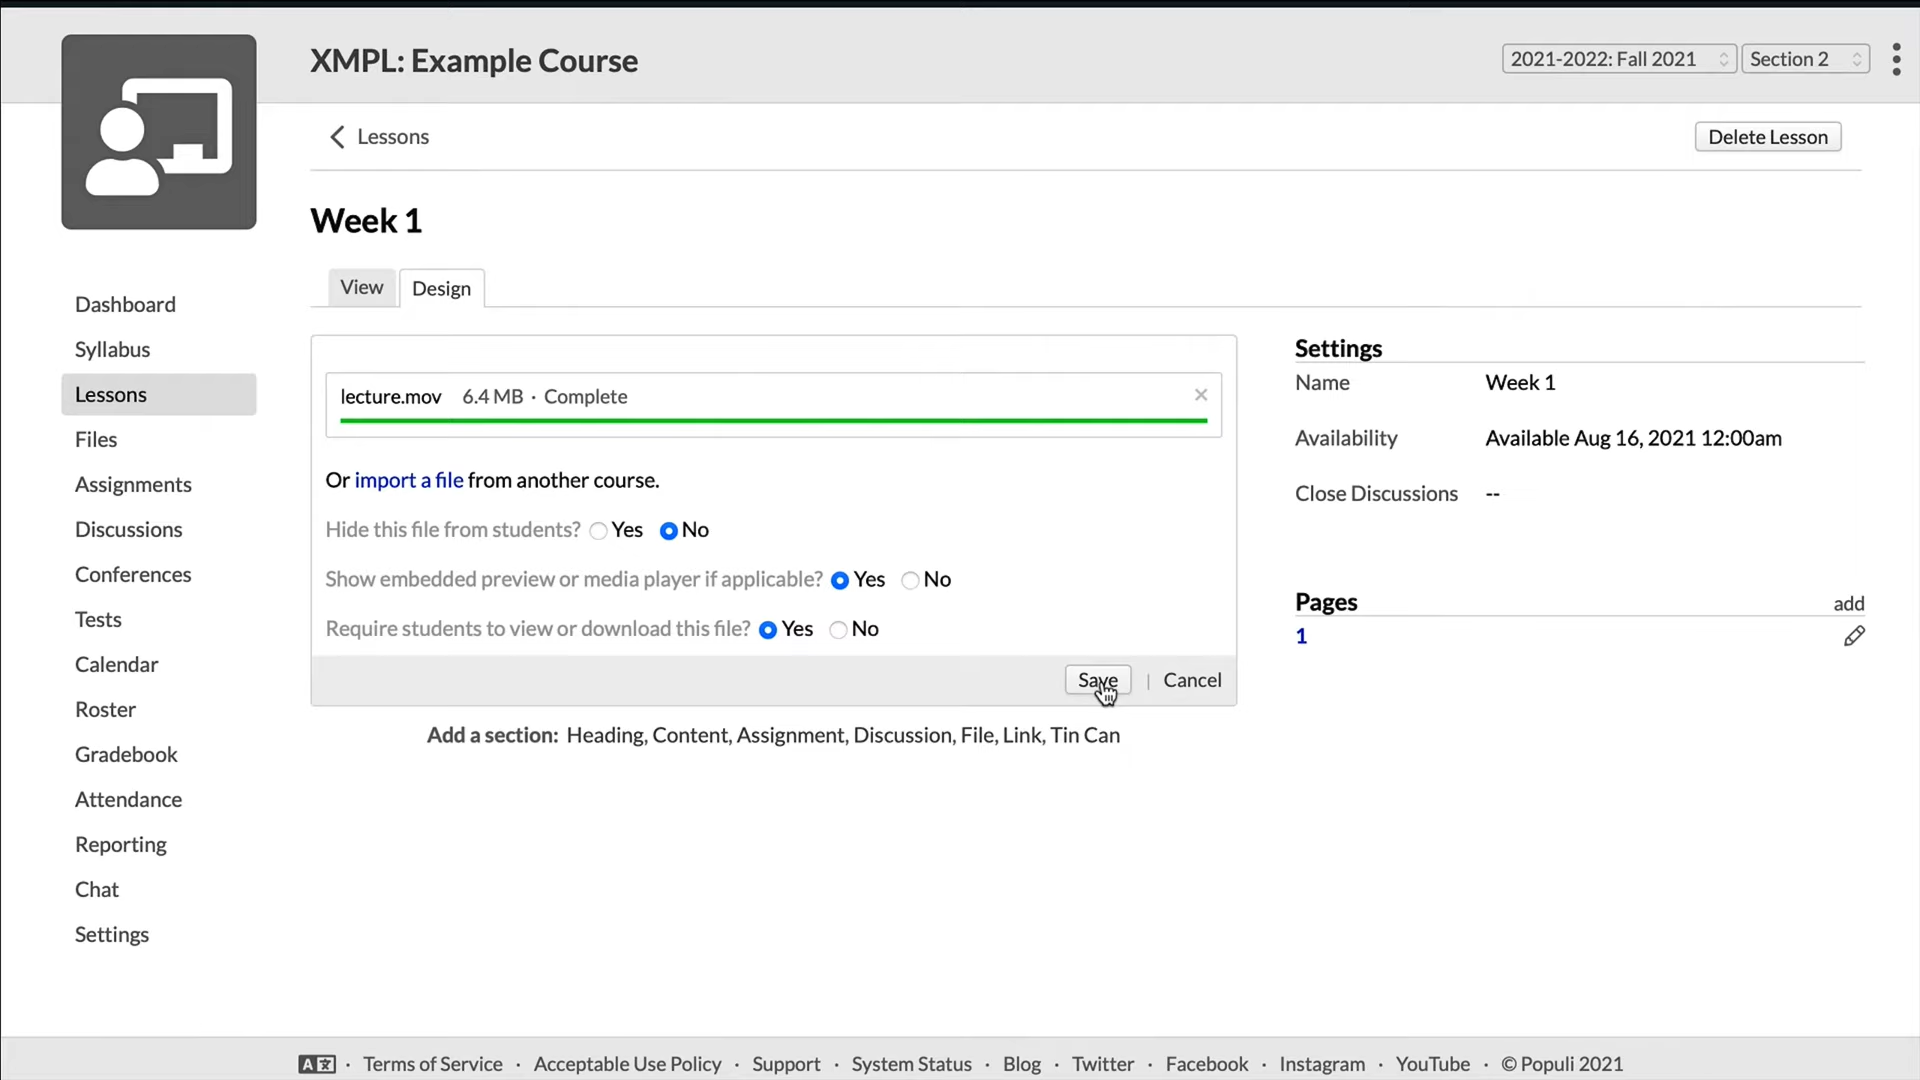 XMPL: Example Course
2021-2022: Fall 2021
Section 2
Lessons
Delete Lesson
Week 1
View
Design
Dashboard
Syllabus
Lessons
Files
Assignments
Discussions
Conferences
Tests
Calendar
Roster
Gradebook
Attendance
Reporting
Chat
Settings
lecture.mov 6.4 MB · Complete
Or import a file from another course.
Hide this file from students? Yes No
Show embedded preview or media player if applicable? Yes No
Require students to view or download this file? Yes No
Save | Cancel
Add a section: Heading, Content, Assignment, Discussion, File, Link, Tin Can
Settings
Name Week 1
Availability Available Aug 16, 2021 12:00am
Close Discussions --
Pages add
1
A · Terms of Service · Acceptable Use Policy · Support · System Status · Blog · Twitter · Facebook · Instagram · YouTube · © Populi 2021